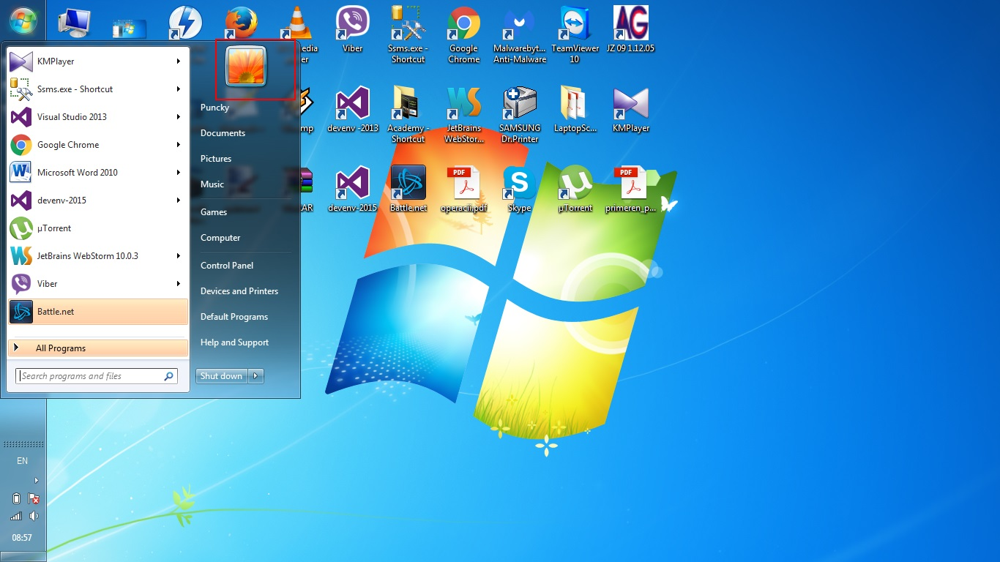 KMPlayer
Ssms.exe - Shortcut
Visual Studio 2013
Google Chrome
Microsoft Word 2010
devenv-2015
µTorrent
JetBrains WebStorm 10.0.3
Viber
Battle.net
All Programs
Search programs and files
Puncky
Documents
Pictures
Music
Games
Computer
Control Panel
Devices and Printers
Default Programs
Help and Support
Shut down
edia
er
Viber
Ssms.exe -
Shortcut
Google
Chrome
Malwarebyt...
Anti-Malware
TeamViewer
10
AG
JZ 09 1.12.05
mp
devenv -2013
Academy -
Shortcut
WS
JetBrains
WebStor...
SAMSUNG
Dr.Printer
LaptopSc...
KMPlayer
AR
devenv-2015
Battle.net
PDF
operacii.pdf
Skype
µTorrent
PDF
primeren_p...
EN
08:57